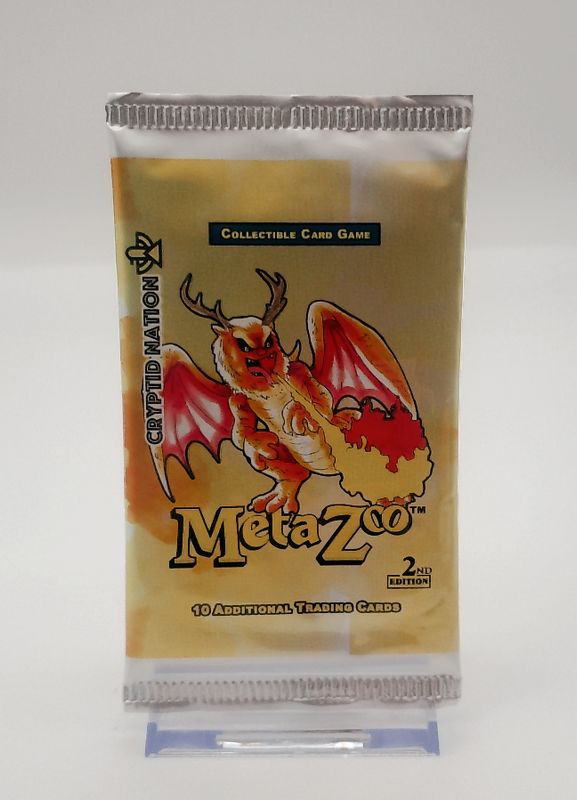 COLLECTIBLE CARD GAME
CRYPTID NATION
MetaZoo™
2ND
EDITION
10 ADDITIONAL TRADING CARDS